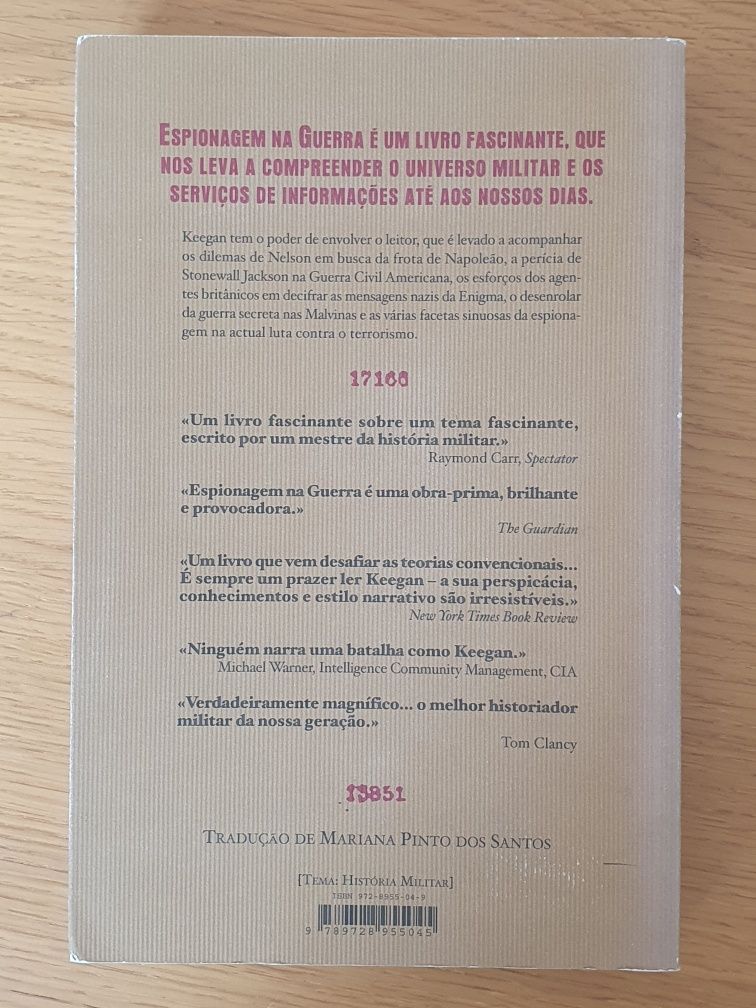 ESPIONAGEM NA GUERRA É UM LIVRO FASCINANTE, QUE
NOS LEVA A COMPREENDER O UNIVERSO MILITAR E OS
SERVIÇOS DE INFORMAÇÕES ATÉ AOS NOSSOS DIAS.
Keegan tem o poder de envolver o leitor, que é levado a acompanhar
os dilemas de Nelson em busca da frota de Napoleão, a perícia de
Stonewall Jackson na Guerra Civil Americana, os esforços dos agen-
tes britânicos em decifrar as mensagens nazis da Enigma, o desenrolar
da guerra secreta nas Malvinas e as várias facetas sinuosas da espiona-
gem na actual luta contra o terrorismo.
17166
«Um livro fascinante sobre um tema fascinante,
escrito por um mestre da história militar.»
Raymond Carr, Spectator
«Espionagem na Guerra é uma obra-prima, brilhante
e provocadora.»
The Guardian
«Um livro que vem desafiar as teorias convencionais...
É sempre um prazer ler Keegan – a sua perspicácia,
conhecimentos e estilo narrativo são irresistíveis.»
New York Times Book Review
«Ninguém narra uma batalha como Keegan.»
Michael Warner, Intelligence Community Management, CIA
«Verdadeiramente magnífico... o melhor historiador
militar da nossa geração.»
Tom Clancy
13851
TRADUÇÃO DE MARIANA PINTO DOS SANTOS
[TEMA: HISTÓRIA MILITAR]
ISBN 972-8955-04-9
9 789728 955045